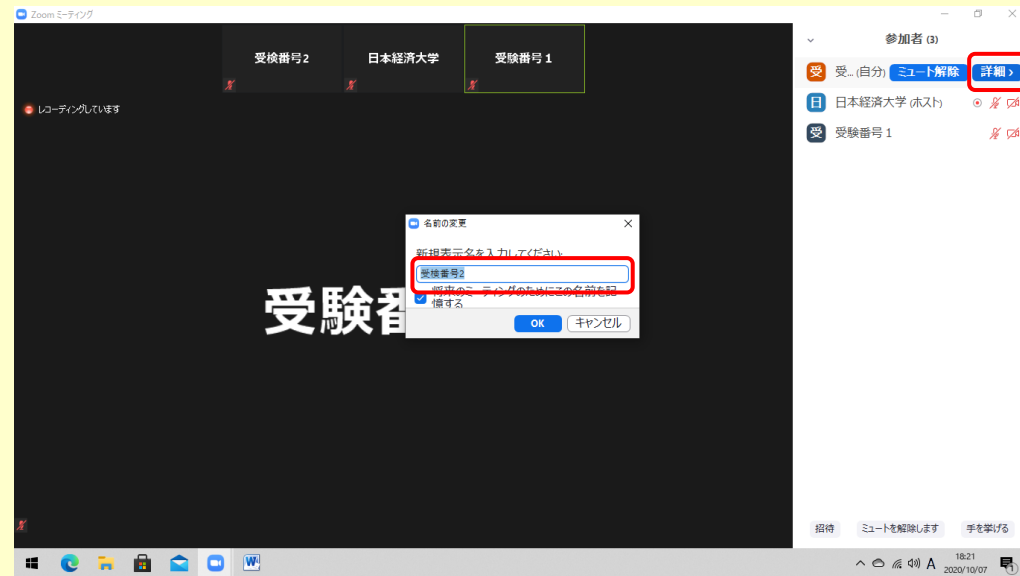 Zoom ミーティング
受検番号2
日本経済大学
受験番号 1
レコーディングしています
参加者 (3)
受 受... (自分) ミュート解除 詳細 >
日 日本経済大学 (ホスト)
受 受験番号 1
名前の変更
新規表示名を入力してください:
受検番号2
将来のミーティングのためにこの名前を記
憶する
OK キャンセル
受験番
招待 ミュートを解除します 手を挙げる
A 18:21
2020/10/07